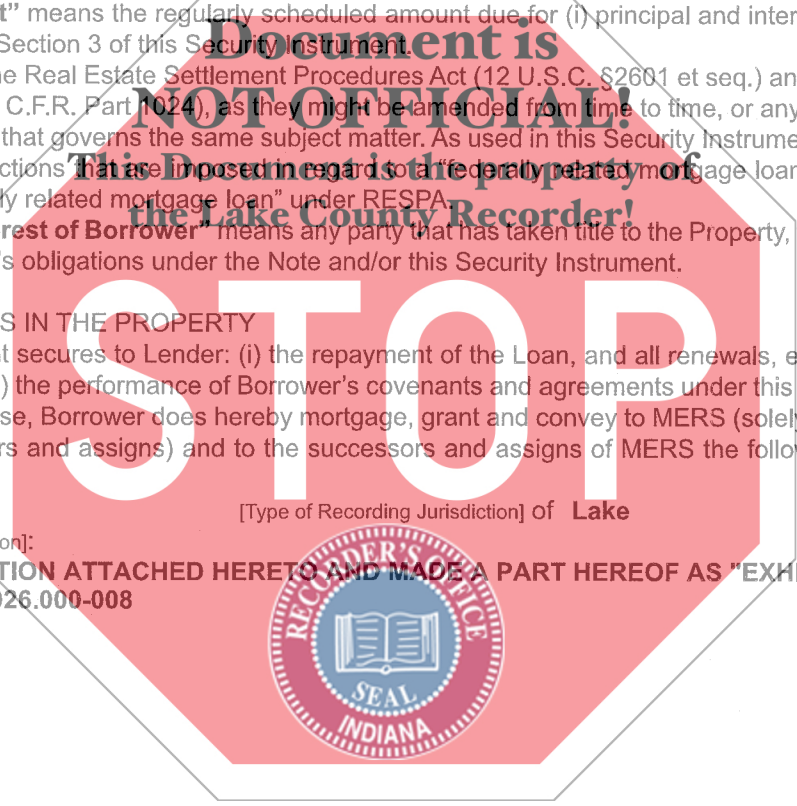 t” means the regularly scheduled amount due for (i) principal and inter
Section 3 of this Security Instrument.
Document is
e Real Estate Settlement Procedures Act (12 U.S.C. §2601 et seq.) an
C.F.R. Part 1024), as they might be amended from time to time, or any
NOT OFFICIAL!
that governs the same subject matter. As used in this Security Instrume
ctions that are imposed in regard to a “federally related mortgage loan
This Document is the property of
ly related mortgage loan” under RESPA.
the Lake County Recorder!
rest of Borrower” means any party that has taken title to the Property,
's obligations under the Note and/or this Security Instrument.
S IN THE PROPERTY
t secures to Lender: (i) the repayment of the Loan, and all renewals, e
) the performance of Borrower's covenants and agreements under this
STOP
se, Borrower does hereby mortgage, grant and convey to MERS (solely
rs and assigns) and to the successors and assigns of MERS the follow
[Type of Recording Jurisdiction] of Lake
on]:
TION ATTACHED HERETO AND MADE A PART HEREOF AS "EXHI
026.000-008
RECORDER'S OFFICE
SEAL
INDIANA